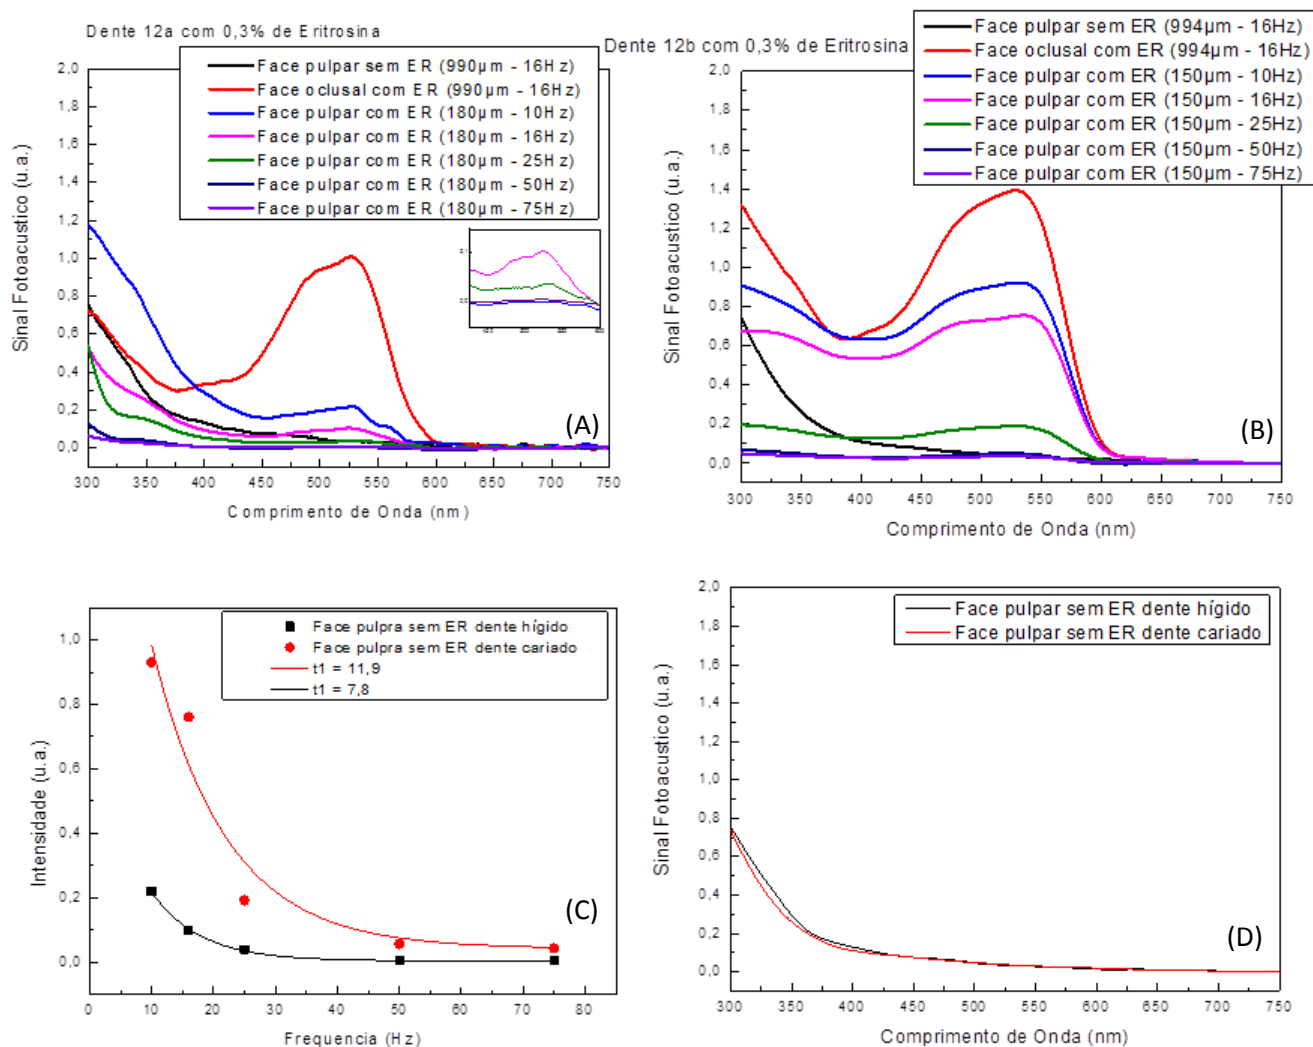 Dente 12a com 0,3% de Eritrosina
Face pulpar sem ER (990µm - 16Hz)
Face oclusal com ER (990µm - 16Hz)
Face pulpar com ER (180µm - 10Hz)
Face pulpar com ER (180µm - 16Hz)
Face pulpar com ER (180µm - 25Hz)
Face pulpar com ER (180µm - 50Hz)
Face pulpar com ER (180µm - 75Hz)
2,0
1,8
1,6
1,4
1,2
1,0
0,8
0,6
0,4
0,2
0,0
Sinal Fotoacustico (u.a.)
0,1
0,0
(A)
300 350 400 450 500 550 600 650 700 750
Comprimento de Onda (nm)
Dente 12b com 0,3% de Eritrosina
Face pulpar sem ER (994µm - 16Hz)
Face oclusal com ER (994µm - 16Hz)
Face pulpar com ER (150µm - 10Hz)
Face pulpar com ER (150µm - 16Hz)
Face pulpar com ER (150µm - 25Hz)
Face pulpar com ER (150µm - 50Hz)
Face pulpar com ER (150µm - 75Hz)
2,0
1,8
1,6
1,4
1,2
1,0
0,8
0,6
0,4
0,2
0,0
Sinal Fotoacustico (u.a.)
(B)
300 350 400 450 500 550 600 650 700 750
Comprimento de Onda (nm)
Face pulpra sem ER dente hígido
Face pulpra sem ER dente cariado
t1 = 11,9
t1 = 7,8
1,0
0,8
0,6
0,4
0,2
0,0
Intensidade (u.a.)
(C)
0 10 20 30 40 50 60 70 80
Frequencia (Hz)
Face pulpar sem ER dente hígido
Face pulpar sem ER dente cariado
2,0
1,8
1,6
1,4
1,2
1,0
0,8
0,6
0,4
0,2
0,0
Sinal Fotoacustico (u.a.)
(D)
300 350 400 450 500 550 600 650 700 750
Comprimento de Onda (nm)